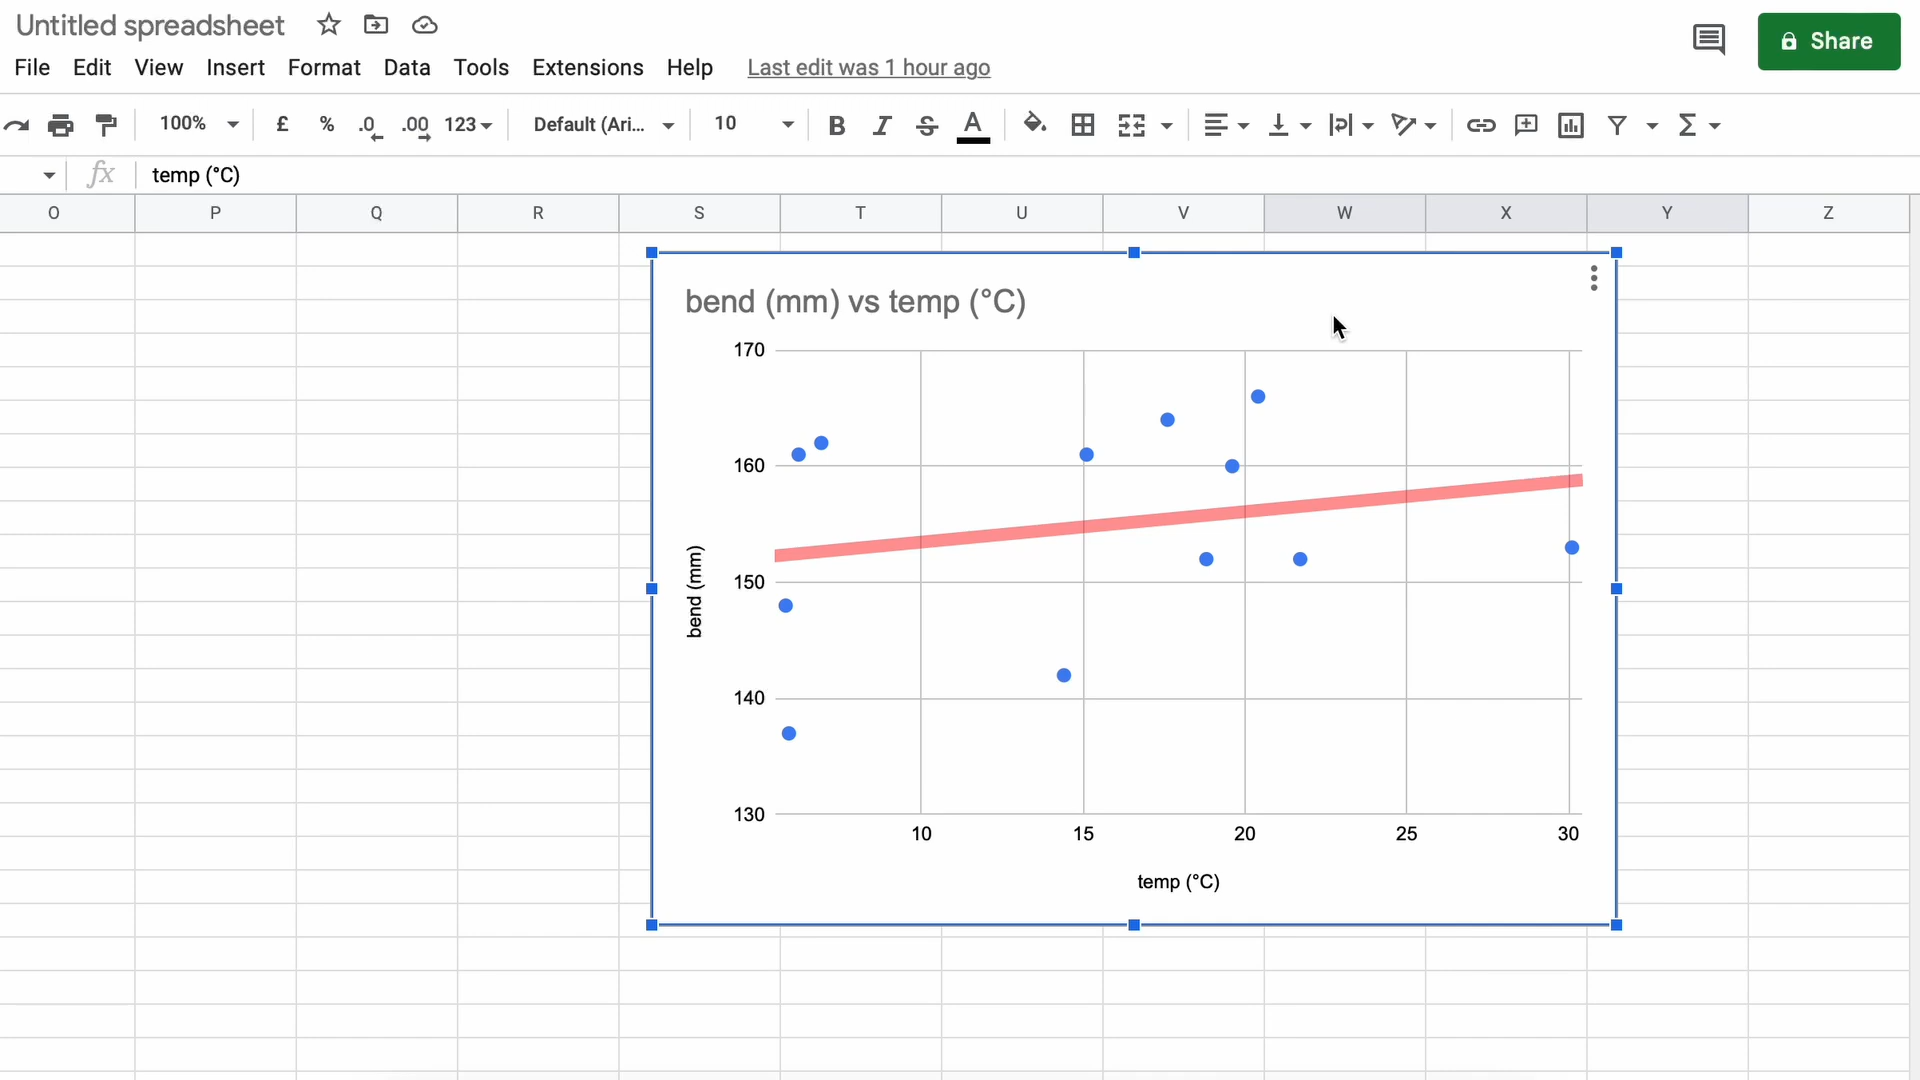 Untitled spreadsheet
Share
File Edit View Insert Format Data Tools Extensions Help Last edit was 1 hour ago
100% £ % .0 .00 123 Default (Ari... 10 B I S A Σ
fx temp (°C)
O P Q R S T U V W X Y Z
bend (mm) vs temp (°C)
170
160
150
140
130
bend (mm)
10 15 20 25 30
temp (°C)